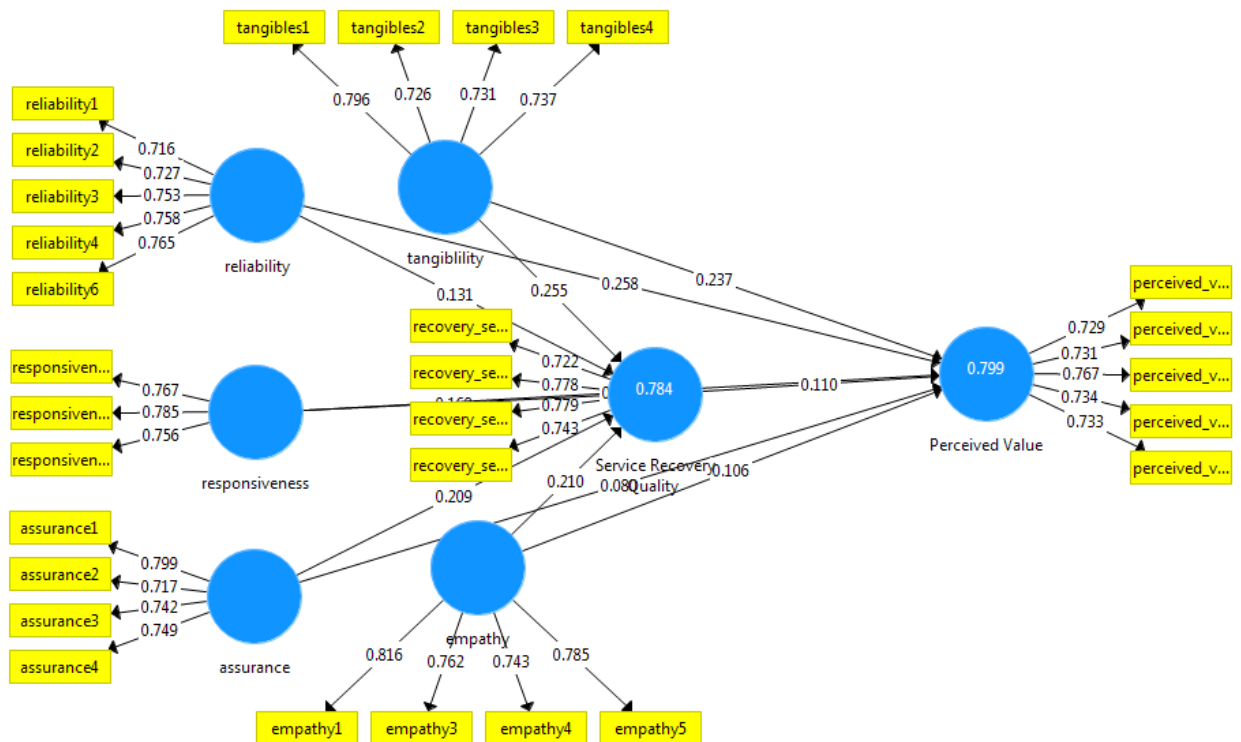 tangibles1 tangibles2 tangibles3 tangibles4
0.796 0.726 0.731 0.737
reliability1
reliability2
reliability3
reliability4
reliability6
0.716
0.727
0.753
0.758
0.765
reliability
tangiblility
0.131 0.255 0.258 0.237
recovery_se...
recovery_se...
recovery_se...
recovery_se...
0.722
0.778
0.779
0.743
0.784
Service Recovery
Quality
0.110
0.799
Perceived Value
perceived_v...
perceived_v...
perceived_v...
perceived_v...
perceived_v...
0.729
0.731
0.767
0.734
0.733
responsiven...
responsiven...
responsiven...
0.767
0.785
0.756
responsiveness
0.209 0.210 0.080 0.106
assurance1
assurance2
assurance3
assurance4
0.799
0.717
0.742
0.749
assurance
empathy
0.816 0.762 0.743 0.785
empathy1 empathy3 empathy4 empathy5